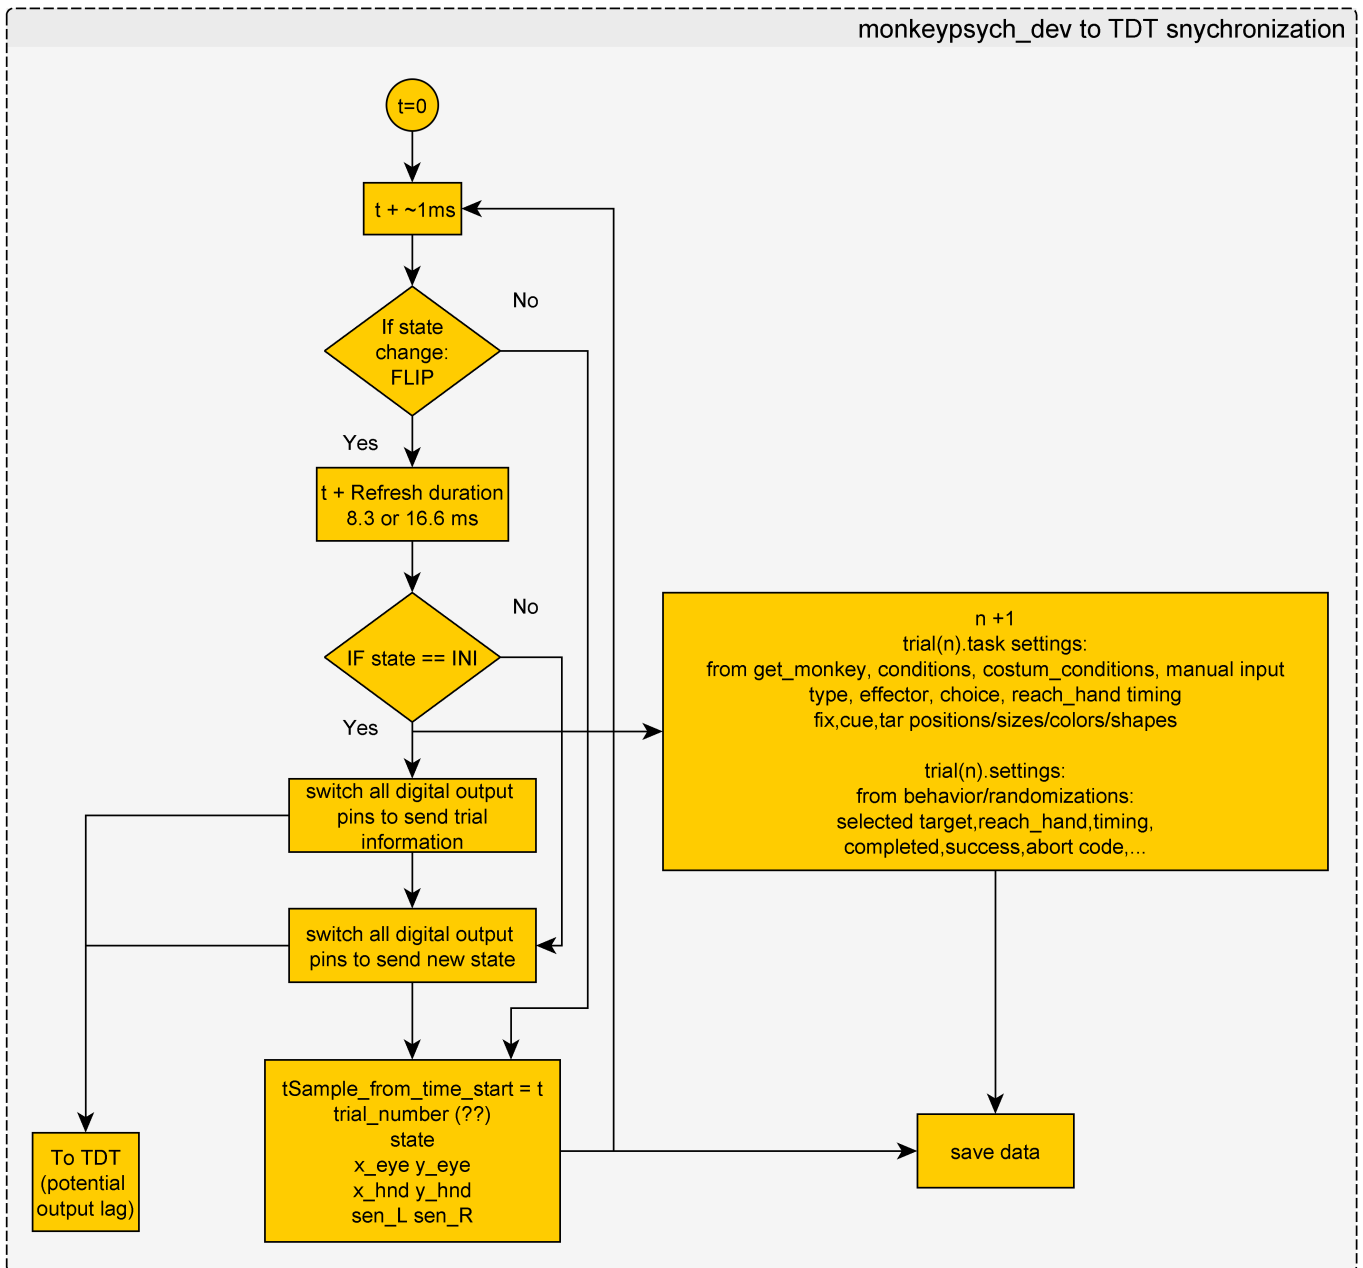 monkeypsych_dev to TDT snychronization
t=0
t + ~1ms
No
If state
change:
FLIP
Yes
t + Refresh duration
8.3 or 16.6 ms
No
IF state == INI
Yes
n +1
trial(n).task settings:
from get_monkey, conditions, costum_conditions, manual input
type, effector, choice, reach_hand timing
fix,cue,tar positions/sizes/colors/shapes
trial(n).settings:
from behavior/randomizations:
selected target,reach_hand,timing,
completed,success,abort code,...
switch all digital output
pins to send trial
information
switch all digital output
pins to send new state
tSample_from_time_start = t
trial_number (??)
state
x_eye y_eye
x_hnd y_hnd
sen_L sen_R
To TDT
(potential
output lag)
save data